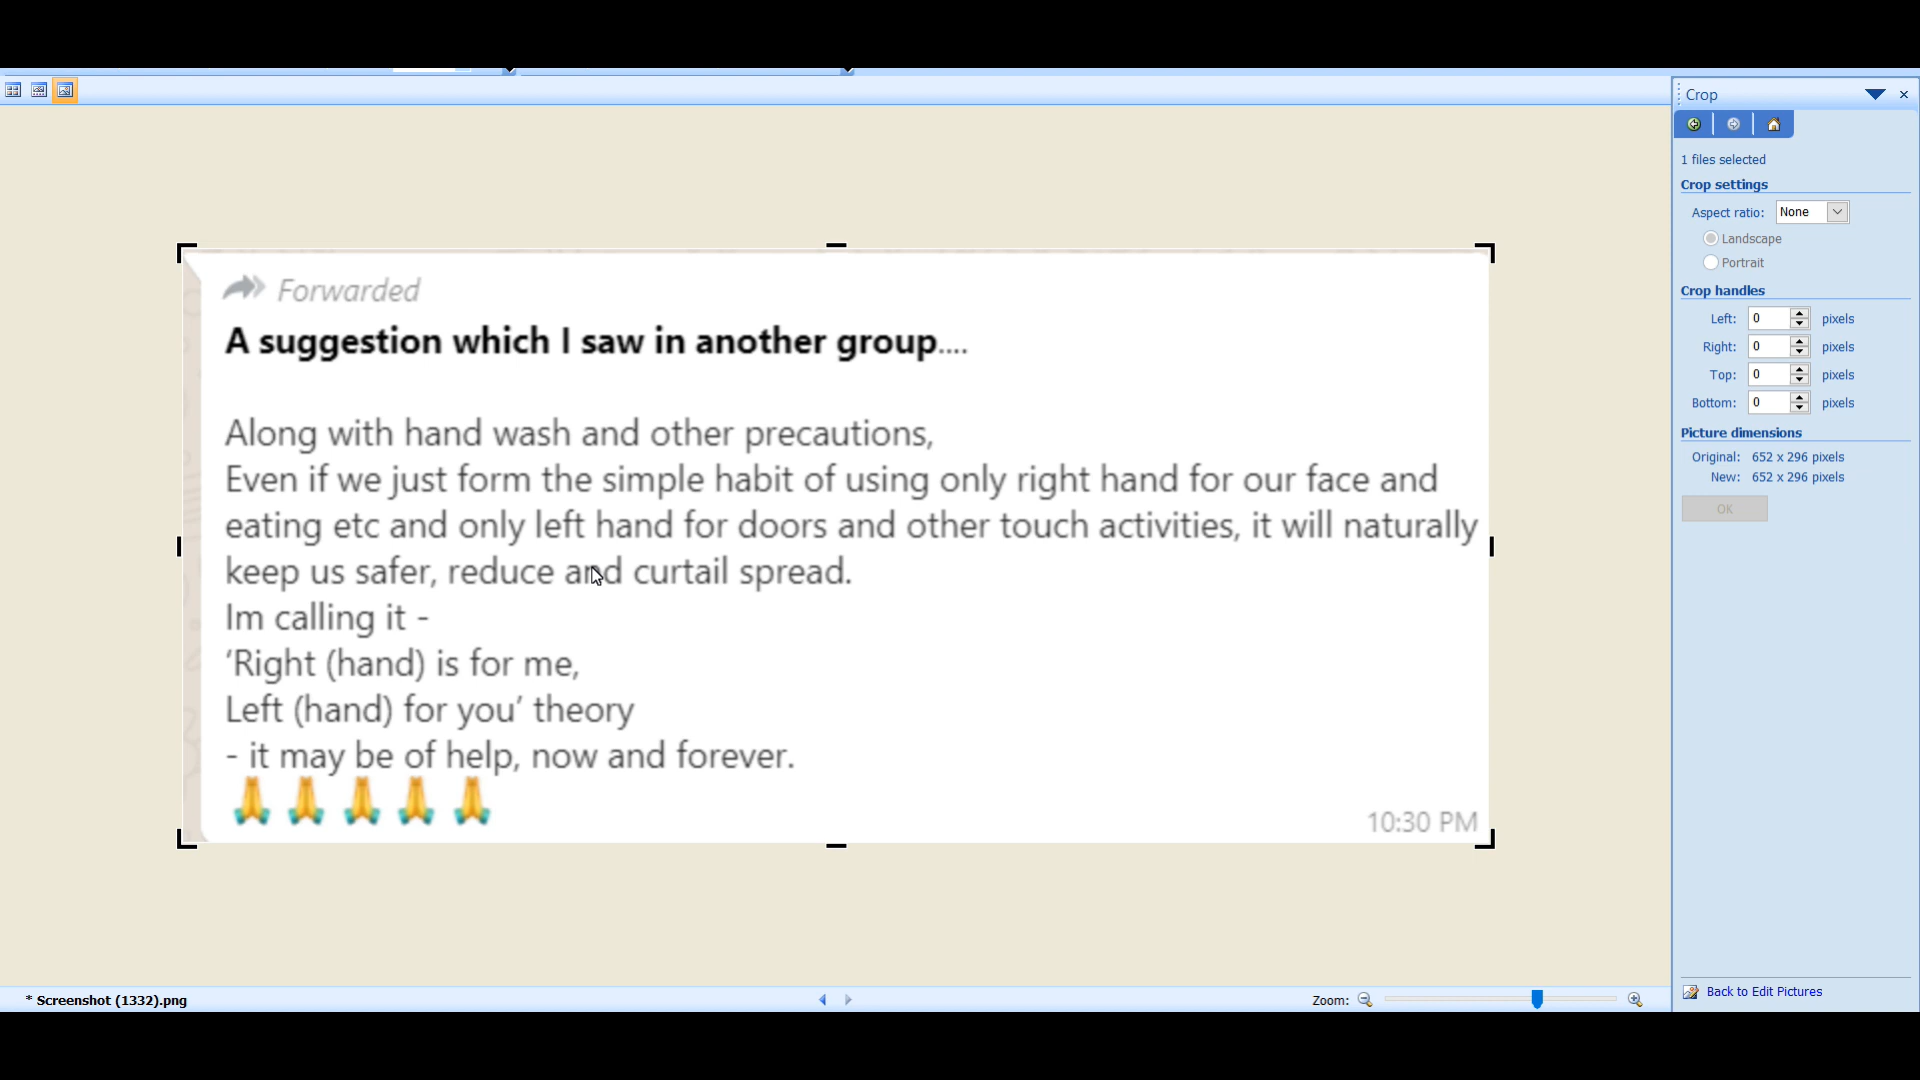 Crop
1 files selected
Crop settings
Aspect ratio: None
Landscape
Portrait
Crop handles
Left: 0 pixels
Right: 0 pixels
Top: 0 pixels
Bottom: 0 pixels
Picture dimensions
Original: 652 x 296 pixels
New: 652 x 296 pixels
OK
Forwarded
A suggestion which I saw in another group....
Along with hand wash and other precautions,
Even if we just form the simple habit of using only right hand for our face and
eating etc and only left hand for doors and other touch activities, it will naturally
keep us safer, reduce and curtail spread.
Im calling it -
‘Right (hand) is for me,
Left (hand) for you’ theory
- it may be of help, now and forever.
🙏🙏🙏🙏🙏
10:30 PM
Back to Edit Pictures
* Screenshot (1332).png
Zoom: